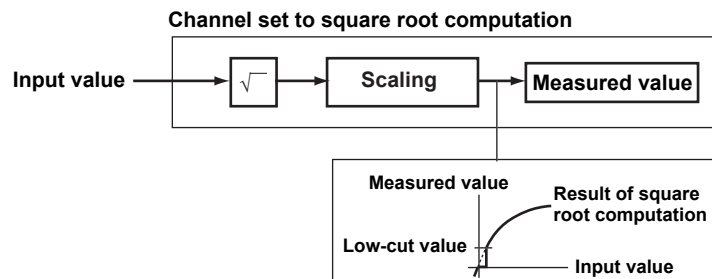 Channel set to square root computation
Input value
√
Scaling
Measured value
Measured value
Result of square
root computation
Low-cut value
Input value